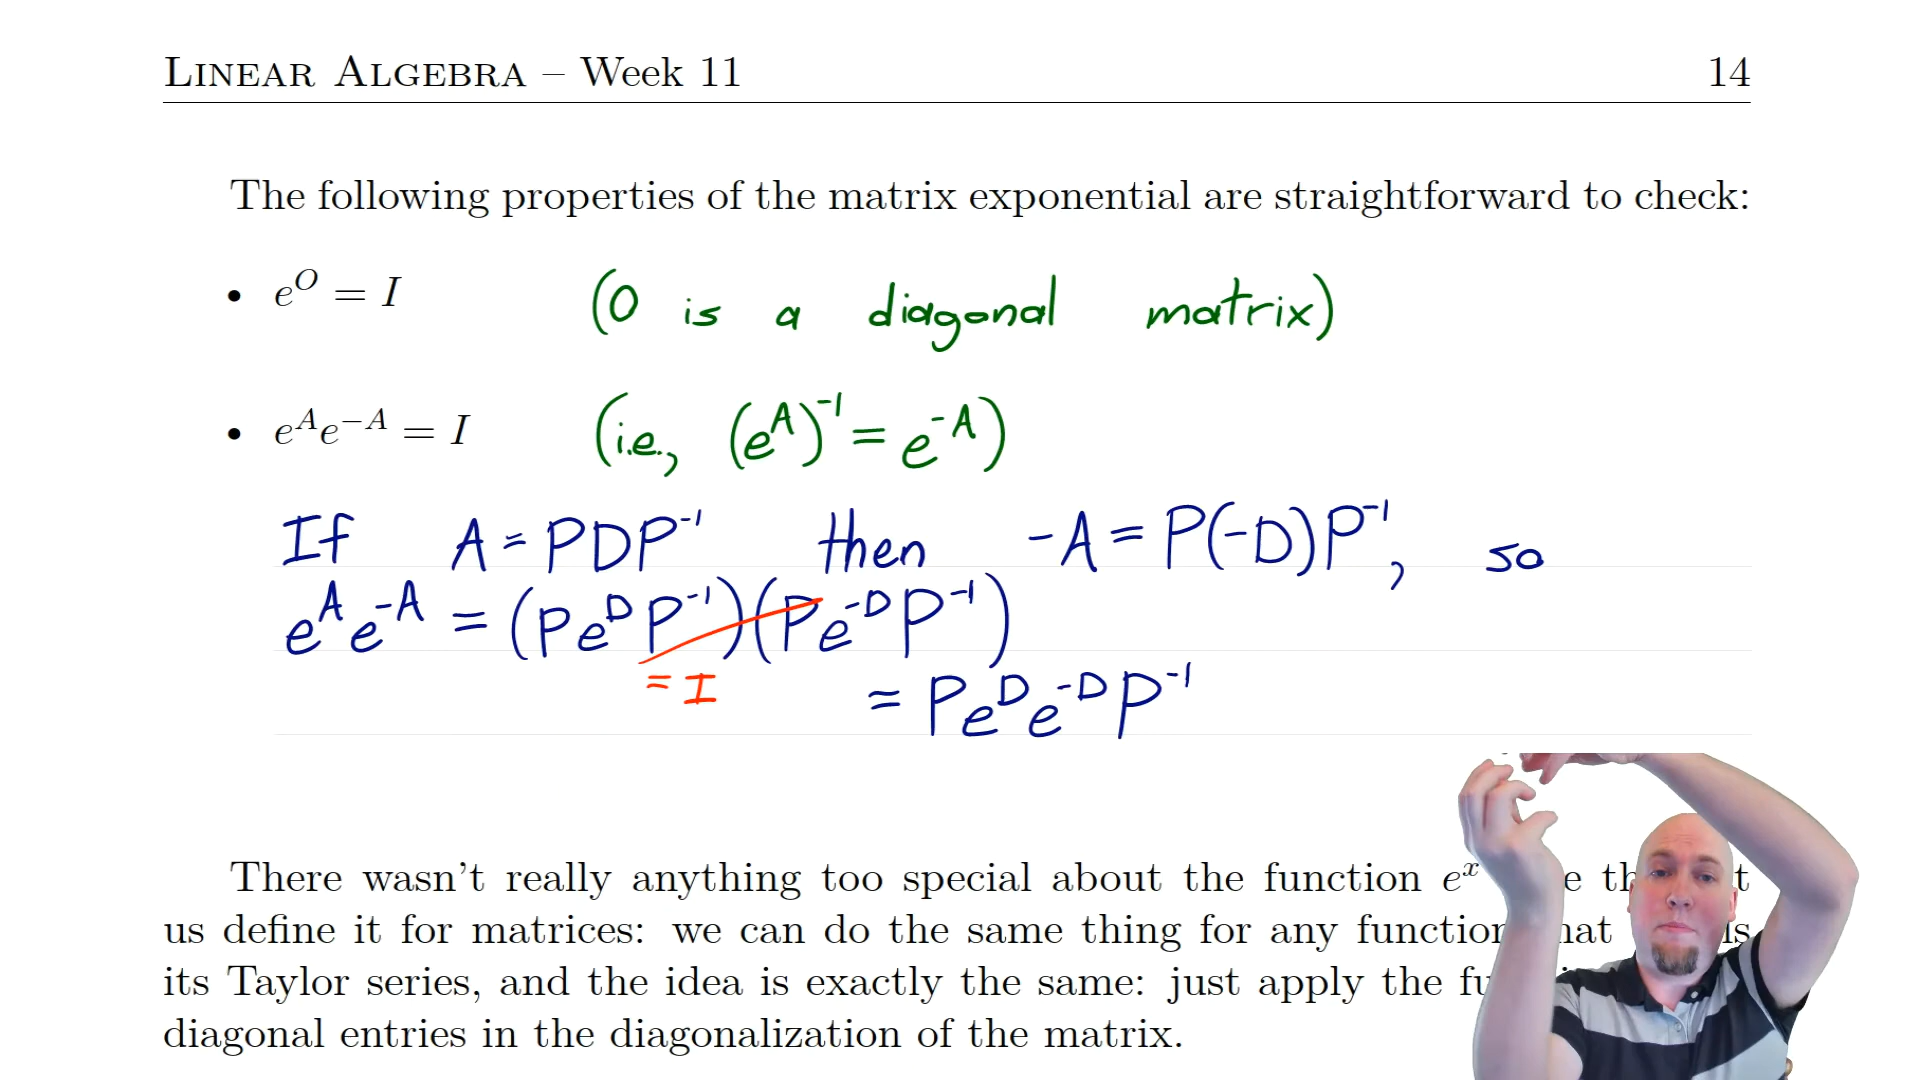 LINEAR ALGEBRA – Week 11 14
The following properties of the matrix exponential are straightforward to check:
• e^O = I (O is a diagonal matrix)
• e^A e^{-A} = I (i.e., (e^A)^{-1} = e^{-A})
If A = PDP^{-1} then -A = P(-D)P^{-1}, so
e^A e^{-A} = (Pe^D P^{-1})(Pe^{-D} P^{-1})
= I = Pe^D e^{-D} P^{-1}
There wasn't really anything too special about the function e^x
us define it for matrices: we can do the same thing for any function
its Taylor series, and the idea is exactly the same: just apply the
diagonal entries in the diagonalization of the matrix.